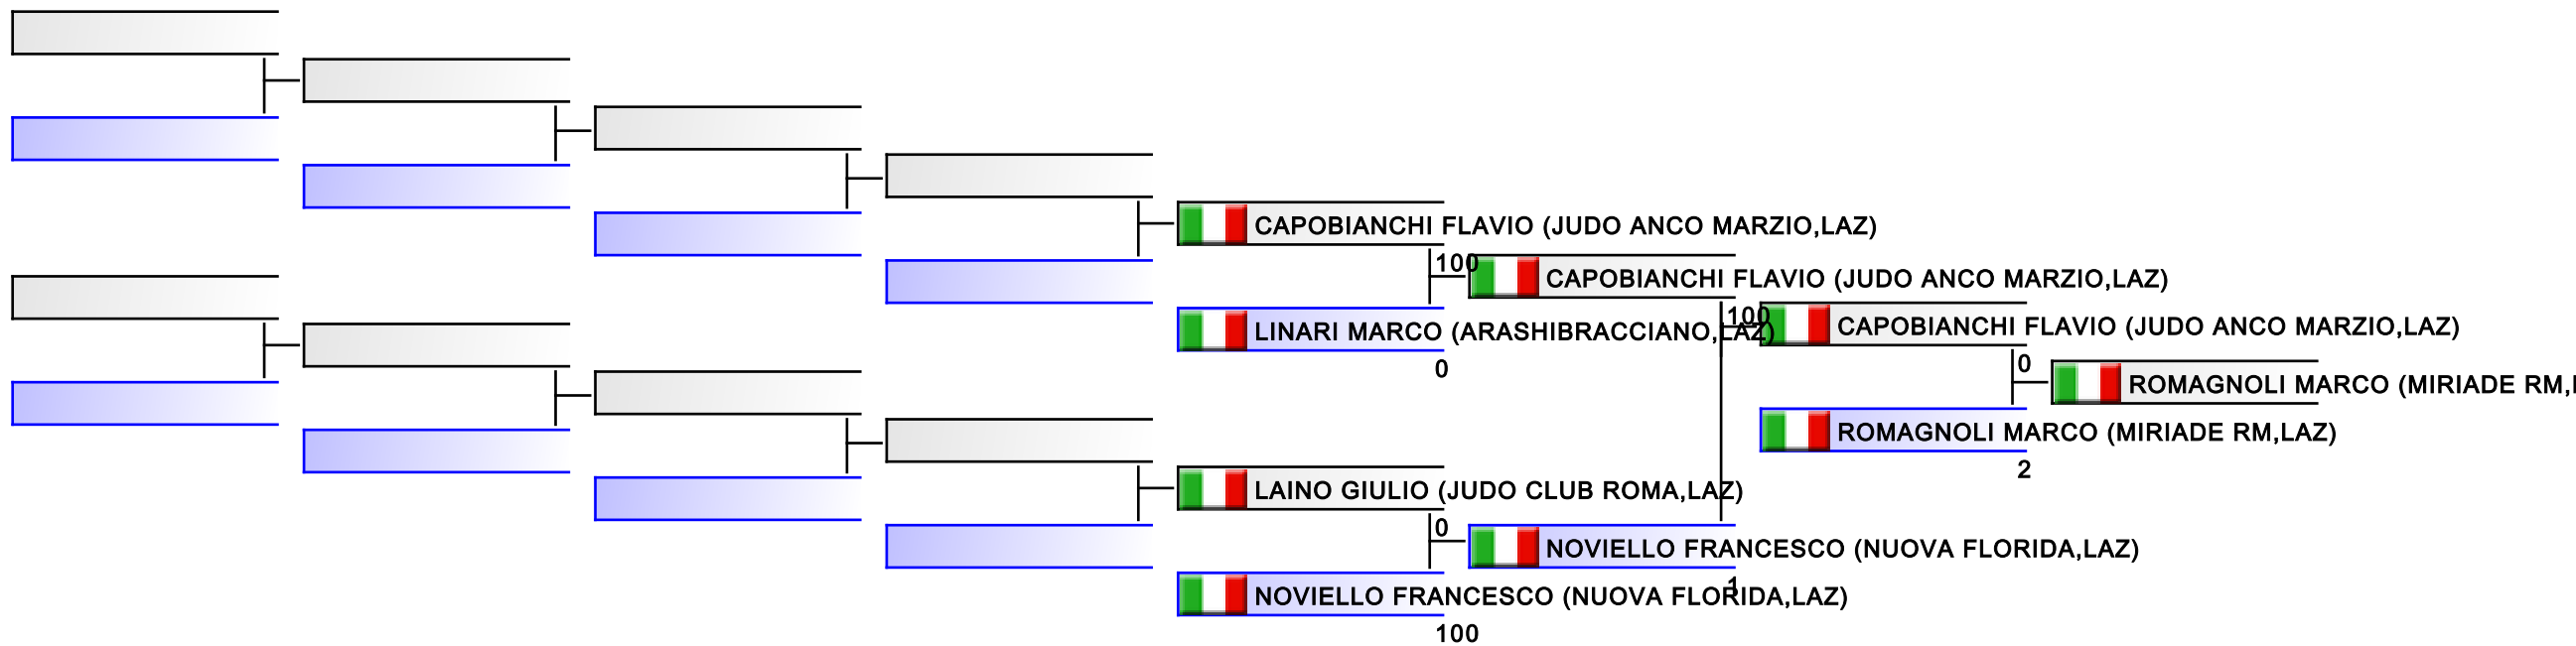 CAPOBIANCHI FLAVIO (JUDO ANCO MARZIO,LAZ)
100
CAPOBIANCHI FLAVIO (JUDO ANCO MARZIO,LAZ)
LINARI MARCO (ARASHIBRACCIANO,LAZ)
100
CAPOBIANCHI FLAVIO (JUDO ANCO MARZIO,LAZ)
0
0
ROMAGNOLI MARCO (MIRIADE RM,
ROMAGNOLI MARCO (MIRIADE RM,LAZ)
2
LAINO GIULIO (JUDO CLUB ROMA,LAZ)
0
NOVIELLO FRANCESCO (NUOVA FLORIDA,LAZ)
1
NOVIELLO FRANCESCO (NUOVA FLORIDA,LAZ)
100